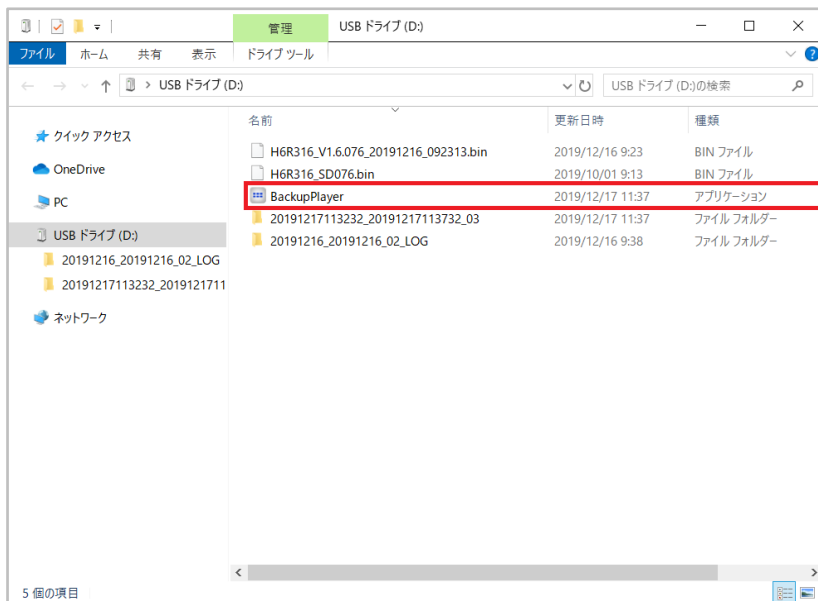 管理 USB ドライブ (D:)
ファイル ホーム 共有 表示 ドライブ ツール
USB ドライブ (D:)
USB ドライブ (D:)の検索
クイック アクセス
OneDrive
PC
USB ドライブ (D:)
20191216_20191216_02_LOG
20191217113232_2019121711
ネットワーク
名前 更新日時 種類
H6R316_V1.6.076_20191216_092313.bin 2019/12/16 9:23 BIN ファイル
H6R316_SD076.bin 2019/10/01 9:13 BIN ファイル
BackupPlayer 2019/12/17 11:37 アプリケーション
20191217113232_20191217113732_03 2019/12/17 11:37 ファイル フォルダー
20191216_20191216_02_LOG 2019/12/16 9:38 ファイル フォルダー
5 個の項目